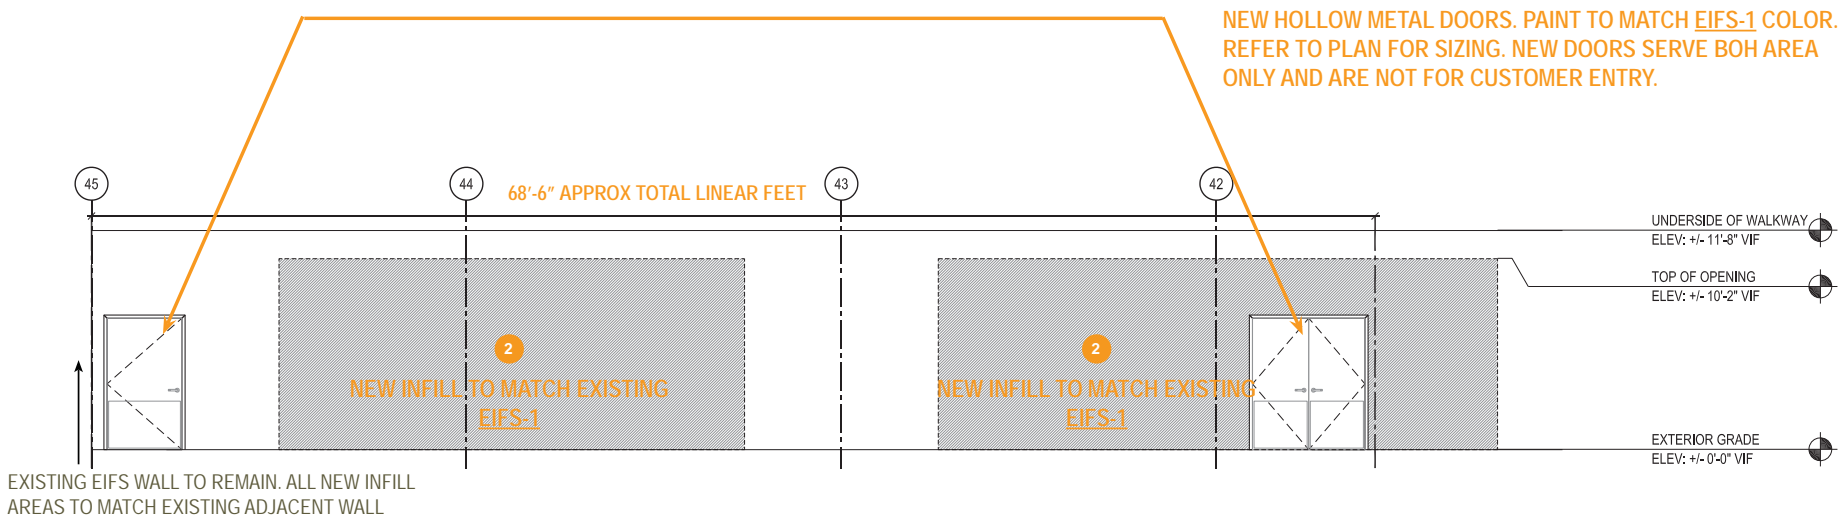 NEW HOLLOW METAL DOORS. PAINT TO MATCH EIFS-1 COLOR.
REFER TO PLAN FOR SIZING. NEW DOORS SERVE BOH AREA
ONLY AND ARE NOT FOR CUSTOMER ENTRY.
45
44
43
42
68'-6" APPROX TOTAL LINEAR FEET
UNDERSIDE OF WALKWAY
ELEV: +/- 11'-8" VIF
TOP OF OPENING
ELEV: +/- 10'-2" VIF
2
NEW INFILL TO MATCH EXISTING
EIFS-1
2
NEW INFILL TO MATCH EXISTING
EIFS-1
EXTERIOR GRADE
ELEV: +/- 0'-0" VIF
EXISTING EIFS WALL TO REMAIN. ALL NEW INFILL
AREAS TO MATCH EXISTING ADJACENT WALL